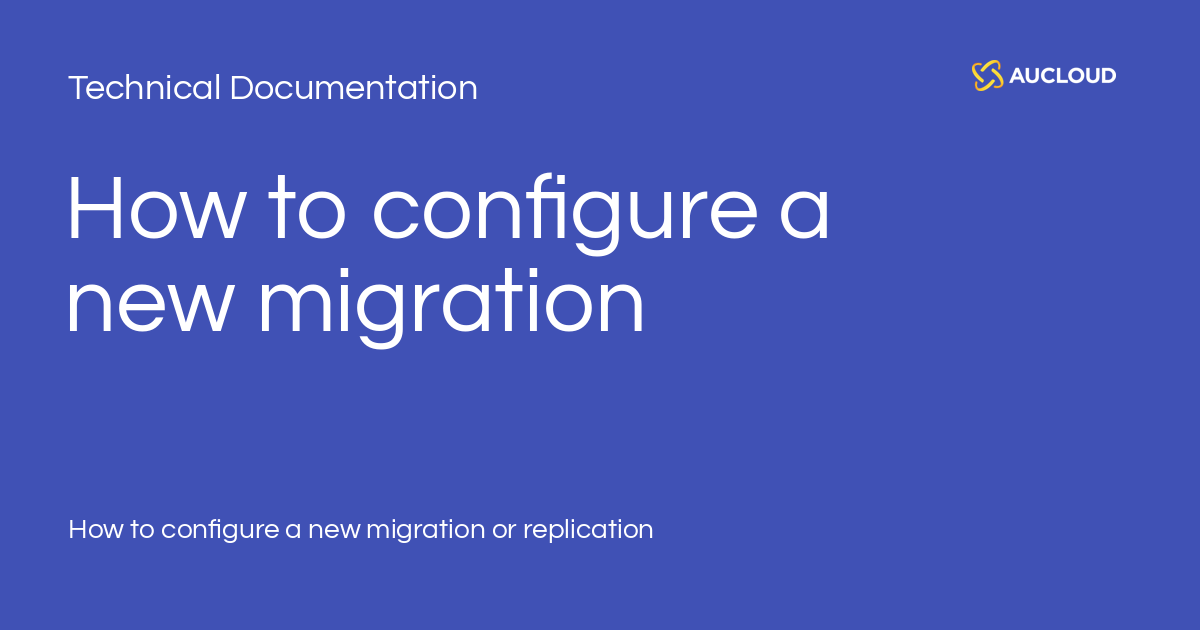 Technical Documentation
AUCLOUD
How to configure a
new migration
How to configure a new migration or replication